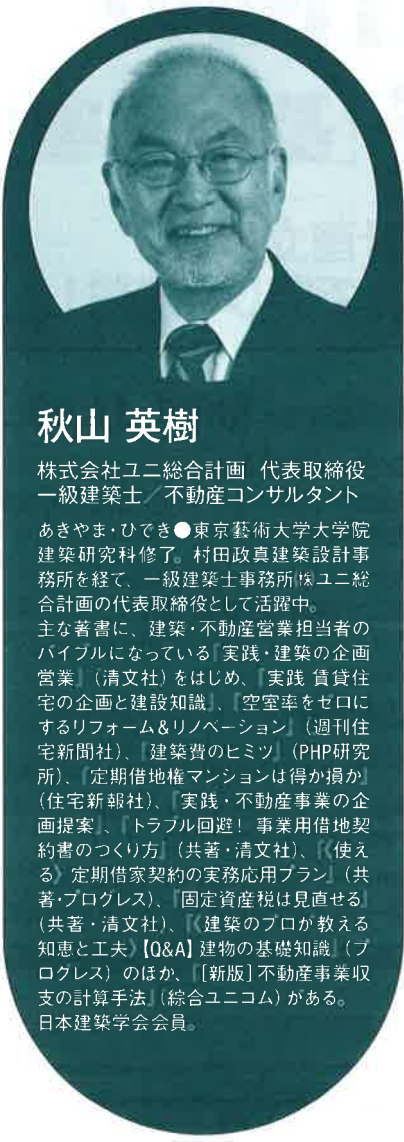 秋山 英樹
株式会社ユニ総合計画 代表取締役
一級建築士／不動産コンサルタント
あきやま・ひでき●東京藝術大学大学院
建築研究科修了。村田政真建築設計事
務所を経て、一級建築士事務所㈱ユニ総
合計画の代表取締役として活躍中。
主な著書に、建築・不動産営業担当者の
バイブルになっている『実践・建築の企画
営業』（清文社）をはじめ、『実践 賃貸住
宅の企画と建設知識』、『空室率をゼロに
するリフォーム＆リノベーション』（週刊住
宅新聞社）、『建築費のヒミツ』（PHP研究
所）、『定期借地権マンションは得か損か』
（住宅新報社）、『実践・不動産事業の企
画提案』、『トラブル回避！ 事業用借地契
約書のつくり方』（共著・清文社）、『〈使え
る〉定期借家契約の実務応用プラン』（共
著・プログレス）、『固定資産税は見直せる』
（共著・清文社）、『〈建築のプロが教える
知恵と工夫〉【Q&A】建物の基礎知識』（プ
ログレス）のほか、『［新版］不動産事業収
支の計算手法』（綜合ユニコム）がある。
日本建築学会会員。